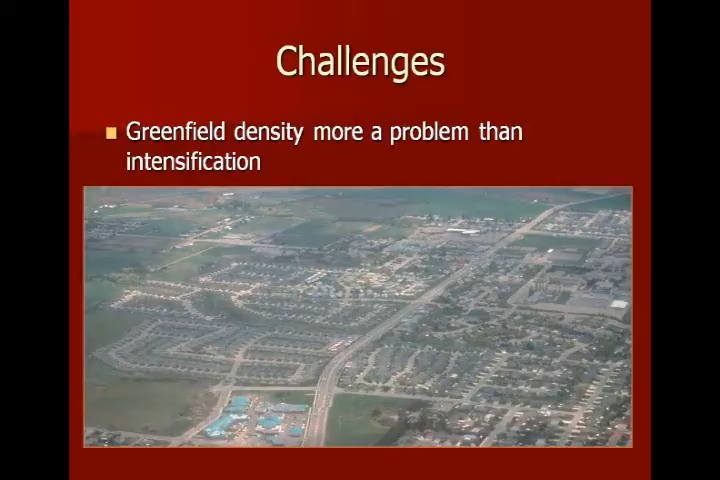 Challenges
Greenfield density more a problem than
intensification